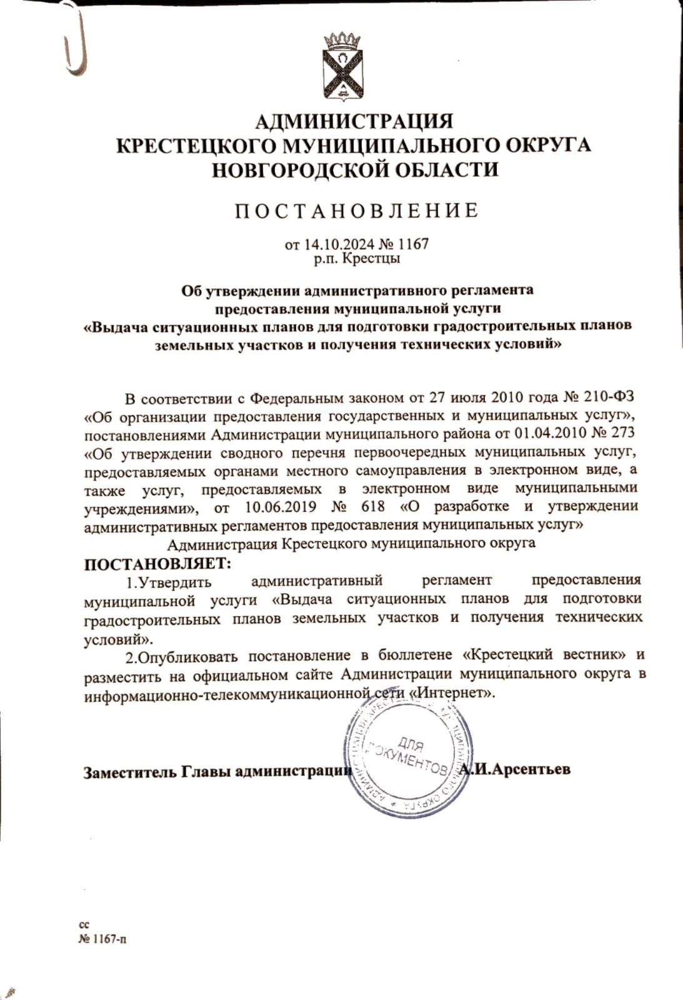 АДМИНИСТРАЦИЯ
КРЕСТЕЦКОГО МУНИЦИПАЛЬНОГО ОКРУГА
НОВГОРОДСКОЙ ОБЛАСТИ
П О С Т А Н О В Л Е Н И Е
от 14.10.2024 № 1167
р.п. Крестцы
Об утверждении административного регламента
предоставления муниципальной услуги
«Выдача ситуационных планов для подготовки градостроительных планов
земельных участков и получения технических условий»
В соответствии с Федеральным законом от 27 июля 2010 года № 210-ФЗ
«Об организации предоставления государственных и муниципальных услуг»,
постановлениями Администрации муниципального района от 01.04.2010 № 273
«Об утверждении сводного перечня первоочередных муниципальных услуг,
предоставляемых органами местного самоуправления в электронном виде, а
также услуг, предоставляемых в электронном виде муниципальными
учреждениями», от 10.06.2019 № 618 «О разработке и утверждении
административных регламентов предоставления муниципальных услуг»
Администрация Крестецкого муниципального округа
ПОСТАНОВЛЯЕТ:
1.Утвердить административный регламент предоставления
муниципальной услуги «Выдача ситуационных планов для подготовки
градостроительных планов земельных участков и получения технических
условий».
2.Опубликовать постановление в бюллетене «Крестецкий вестник» и
разместить на официальном сайте Администрации муниципального округа в
информационно-телекоммуникационной сети «Интернет».
Заместитель Главы администрации А.И.Арсентьев
ДЛЯ
ДОКУМЕНТОВ
МУНИЦИПАЛЬНОГО ОКРУГА
сс
№ 1167-п